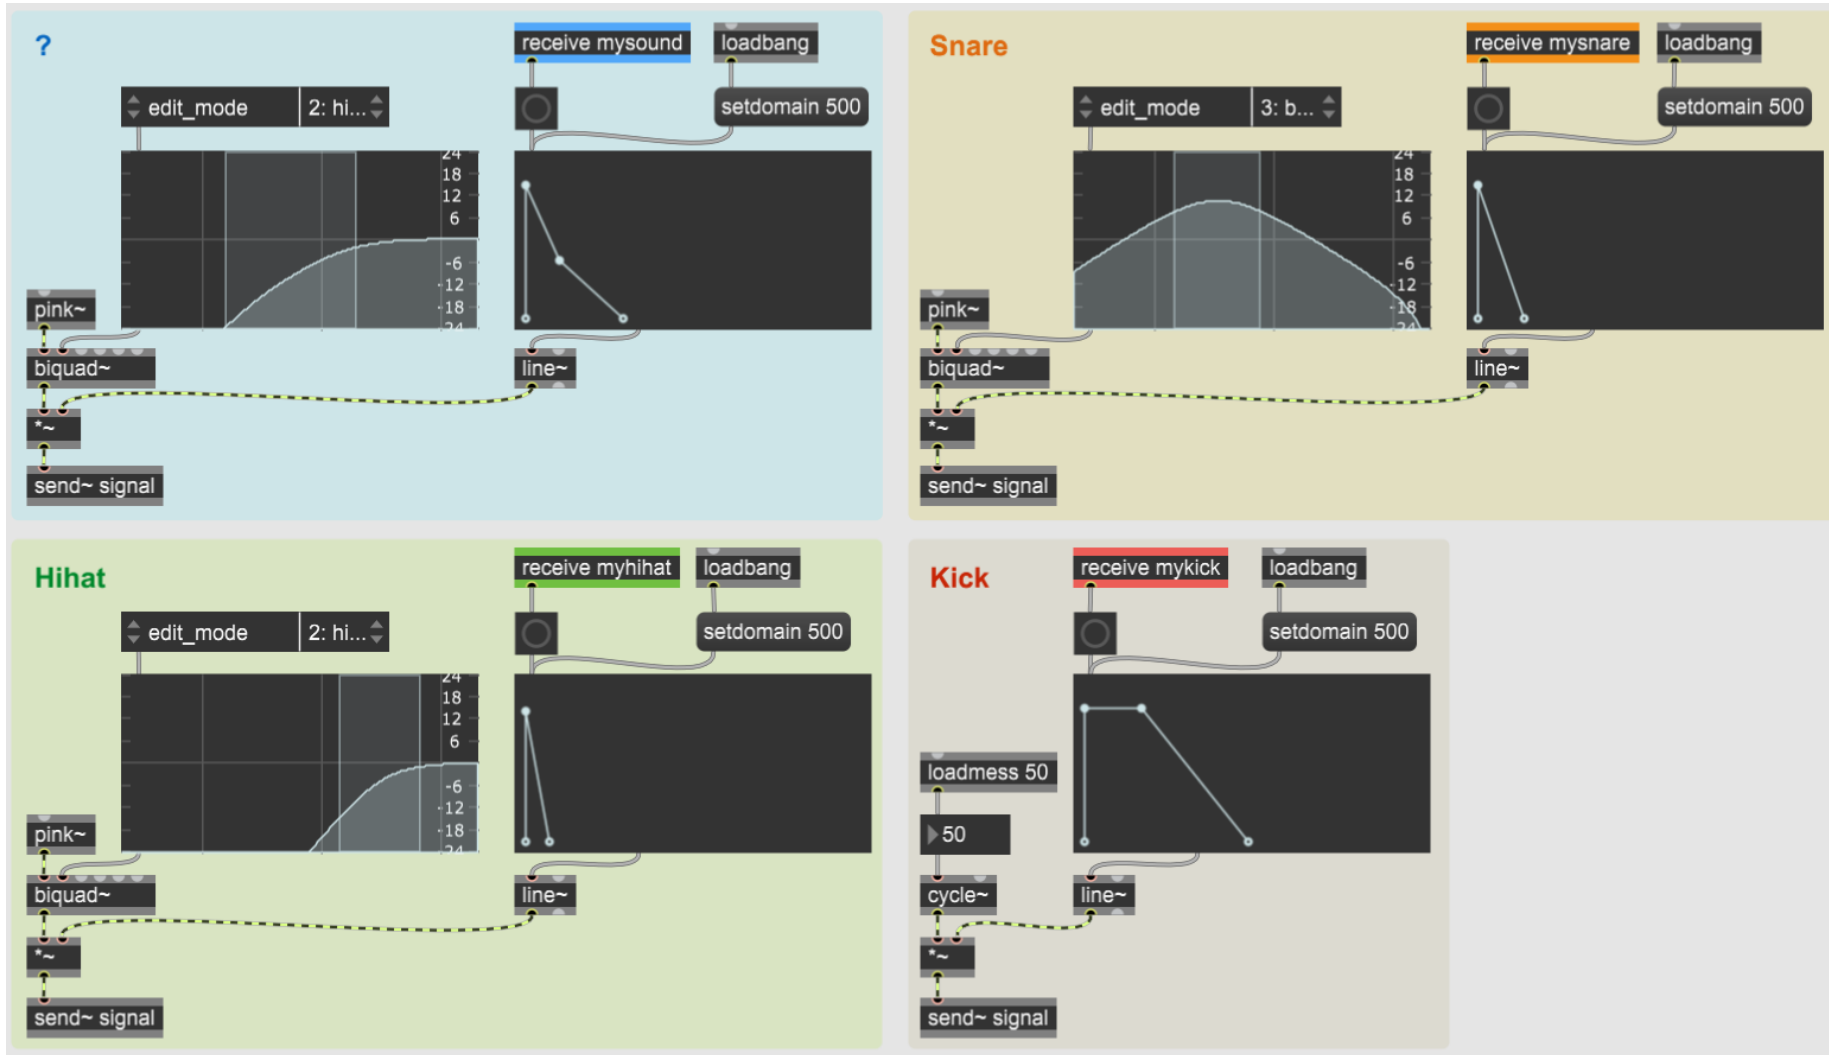 ?
receive mysound
loadbang
edit_mode
2: hi...
setdomain 500
24
18
12
6
-6
-12
-18
-24
pink~
biquad~
line~
*~
send~ signal
Snare
receive mysnare
loadbang
edit_mode
3: b...
setdomain 500
24
18
12
6
-6
-12
-18
-24
pink~
biquad~
line~
*~
send~ signal
Hihat
receive myhihat
loadbang
edit_mode
2: hi...
setdomain 500
24
18
12
6
-6
-12
-18
-24
pink~
biquad~
line~
*~
send~ signal
Kick
receive mykick
loadbang
setdomain 500
loadmess 50
50
cycle~
line~
*~
send~ signal